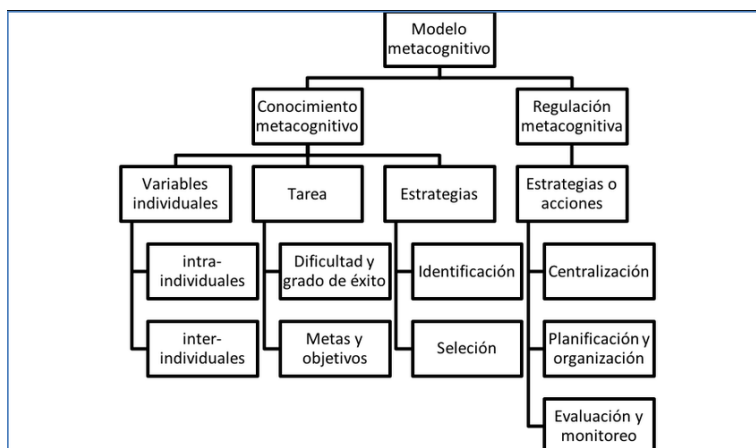 Modelo
metacognitivo
Conocimiento
metacognitivo
Regulación
metacognitiva
Variables
individuales
Tarea
Estrategias
Estrategias o
acciones
intra-
individuales
Dificultad y
grado de éxito
Identificación
Centralización
inter-
individuales
Metas y
objetivos
Seleción
Planificación y
organización
Evaluación y
monitoreo